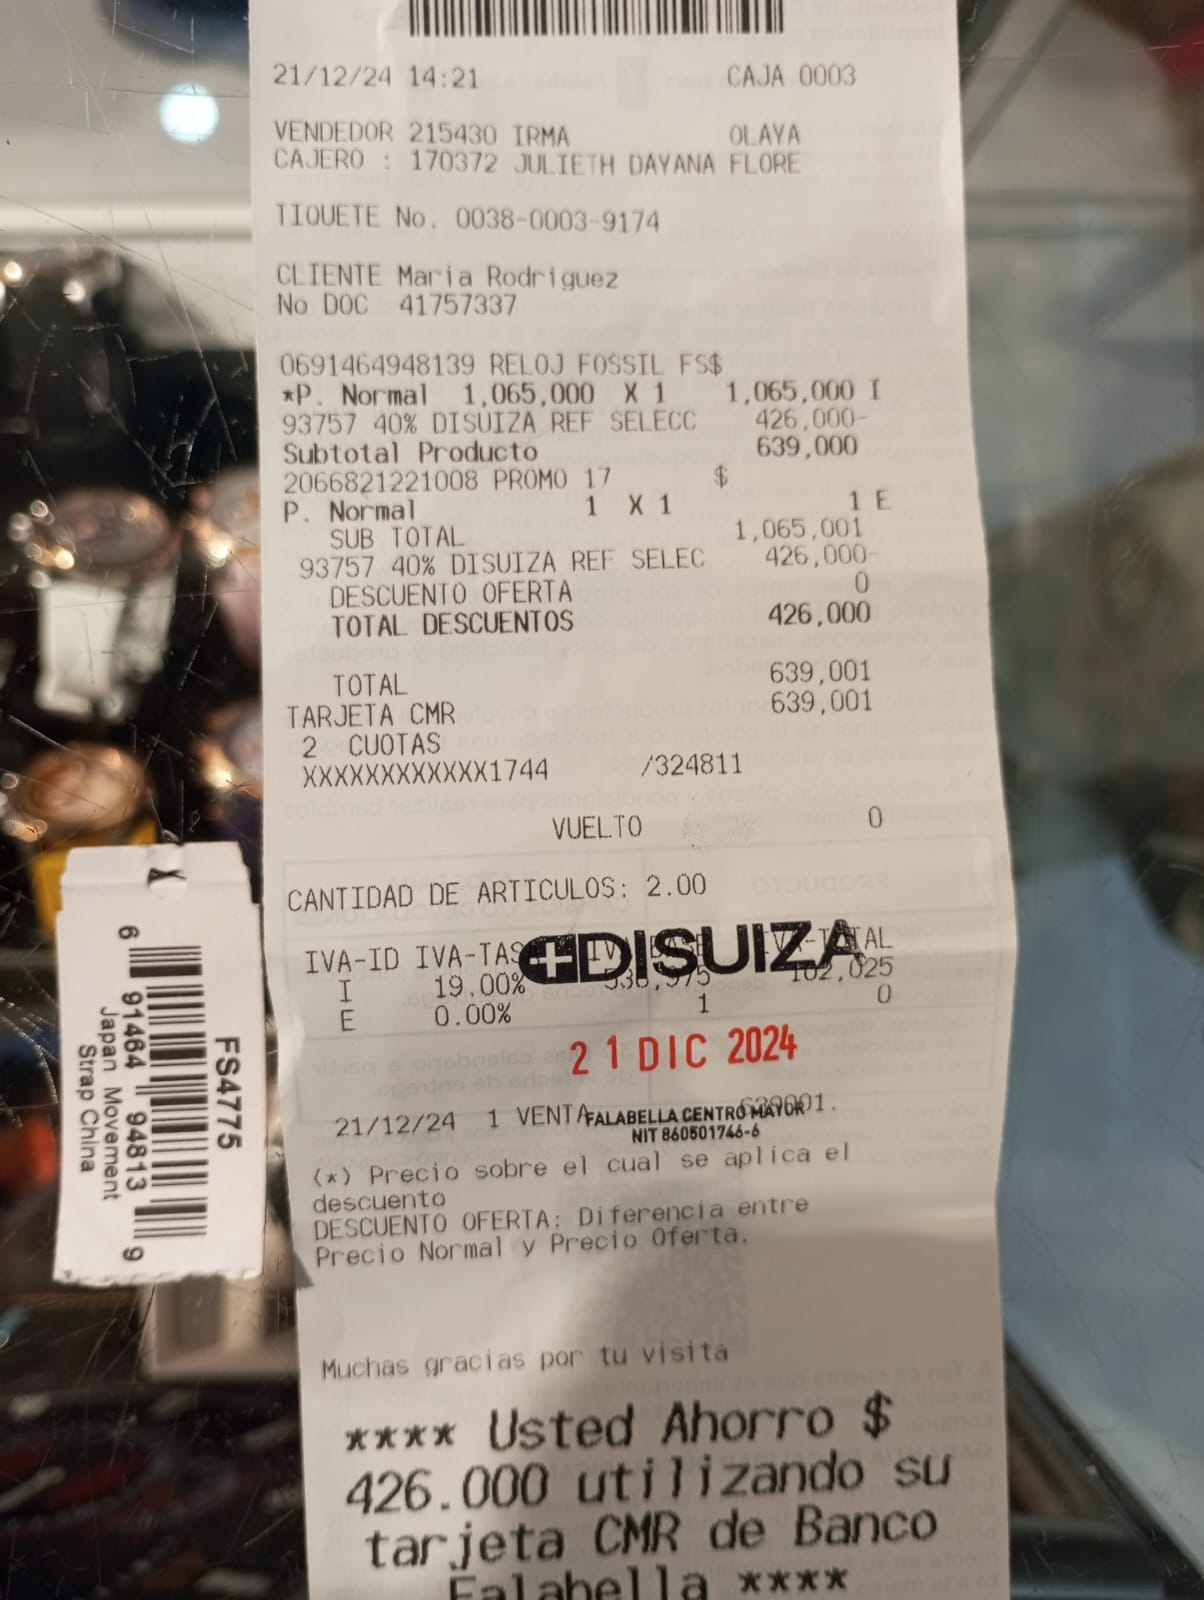 21/12/24 14:21 CAJA 0003
VENDEDOR 215430 IRMA OLAYA
CAJERO : 170372 JULIETH DAYANA FLORE
TIQUETE No. 0038-0003-9174
CLIENTE Maria Rodriguez
No DOC 41757337
0691464948139 RELOJ FOSSIL FS$
*P. Normal 1,065,000 X 1 1,065,000 I
93757 40% DISUIZA REF SELECC 426,000-
Subtotal Producto 639,000
2066821221008 PROMO 17 $
P. Normal 1 X 1 1 E
SUB TOTAL 1,065,001
93757 40% DISUIZA REF SELEC 426,000-
DESCUENTO OFERTA 0
TOTAL DESCUENTOS 426,000
TOTAL 639,001
TARJETA CMR 639,001
2 CUOTAS
XXXXXXXXXXXX1744 /324811
VUELTO 0
CANTIDAD DE ARTICULOS: 2.00
IVA-ID IVA-TASA
DISUIZA
I 19.00% 536,975 102,025
E 0.00% 1 0
21 DIC 2024
21/12/24 1 VENTA
FALABELLA CENTRO MAYOR
NIT 860501746-6
(*) Precio sobre el cual se aplica el
descuento
DESCUENTO OFERTA: Diferencia entre
Precio Normal y Precio Oferta.
Muchas gracias por tu visita
**** Usted Ahorro $
426.000 utilizando su
tarjeta CMR de Banco
Falabella ****
FS4775
6 91464 94813 9
Japan Movement
Strap China